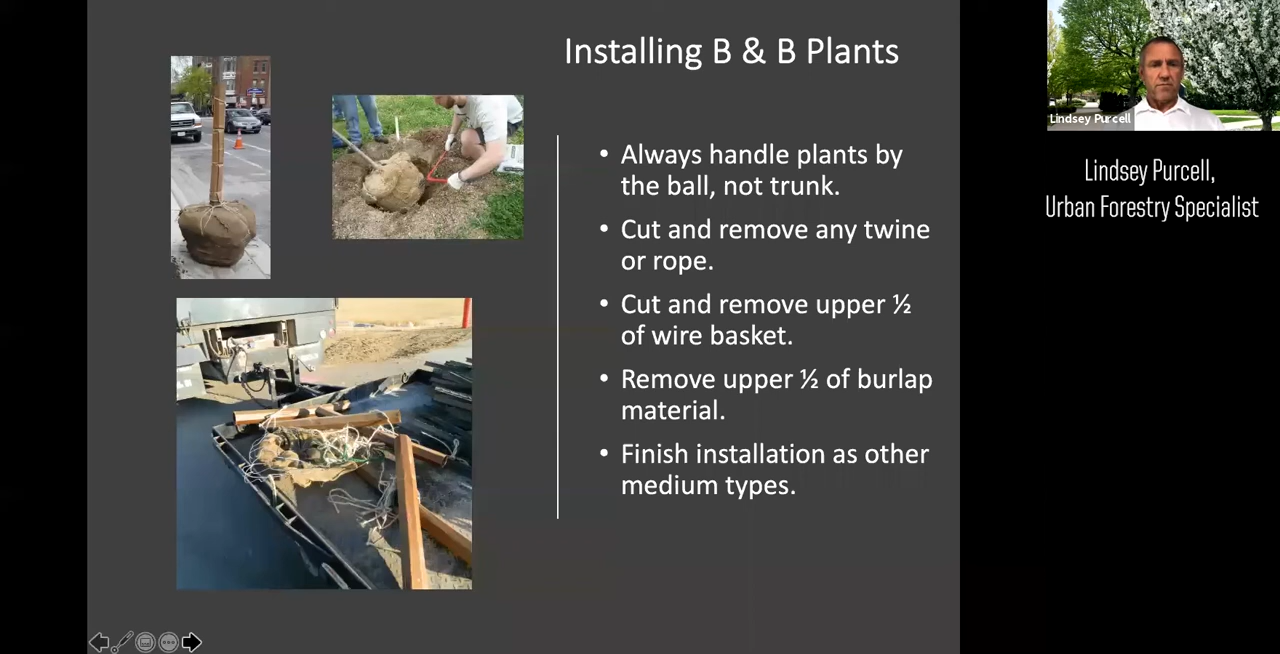 Installing B & B Plants
• Always handle plants by
the ball, not trunk.
• Cut and remove any twine
or rope.
• Cut and remove upper ½
of wire basket.
• Remove upper ½ of burlap
material.
• Finish installation as other
medium types.
Lindsey Purcell
Lindsey Purcell,
Urban Forestry Specialist